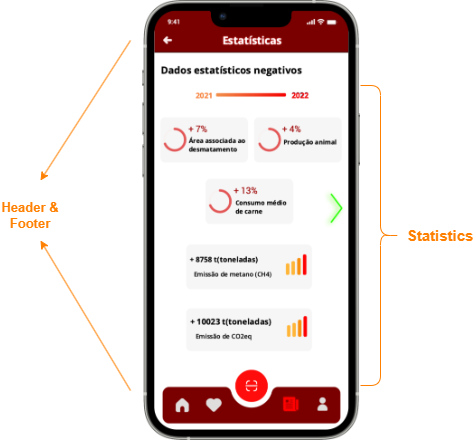 9:41
Estatísticas
Dados estatísticos negativos
2021 2022
+ 7%
Área associada ao
desmatamento
+ 4%
Produção animal
+ 13%
Consumo médio
de carne
+ 8758 t(toneladas)
Emissão de metano (CH4)
+ 10023 t(toneladas)
Emissão de CO2eq
Header &
Footer
Statistics